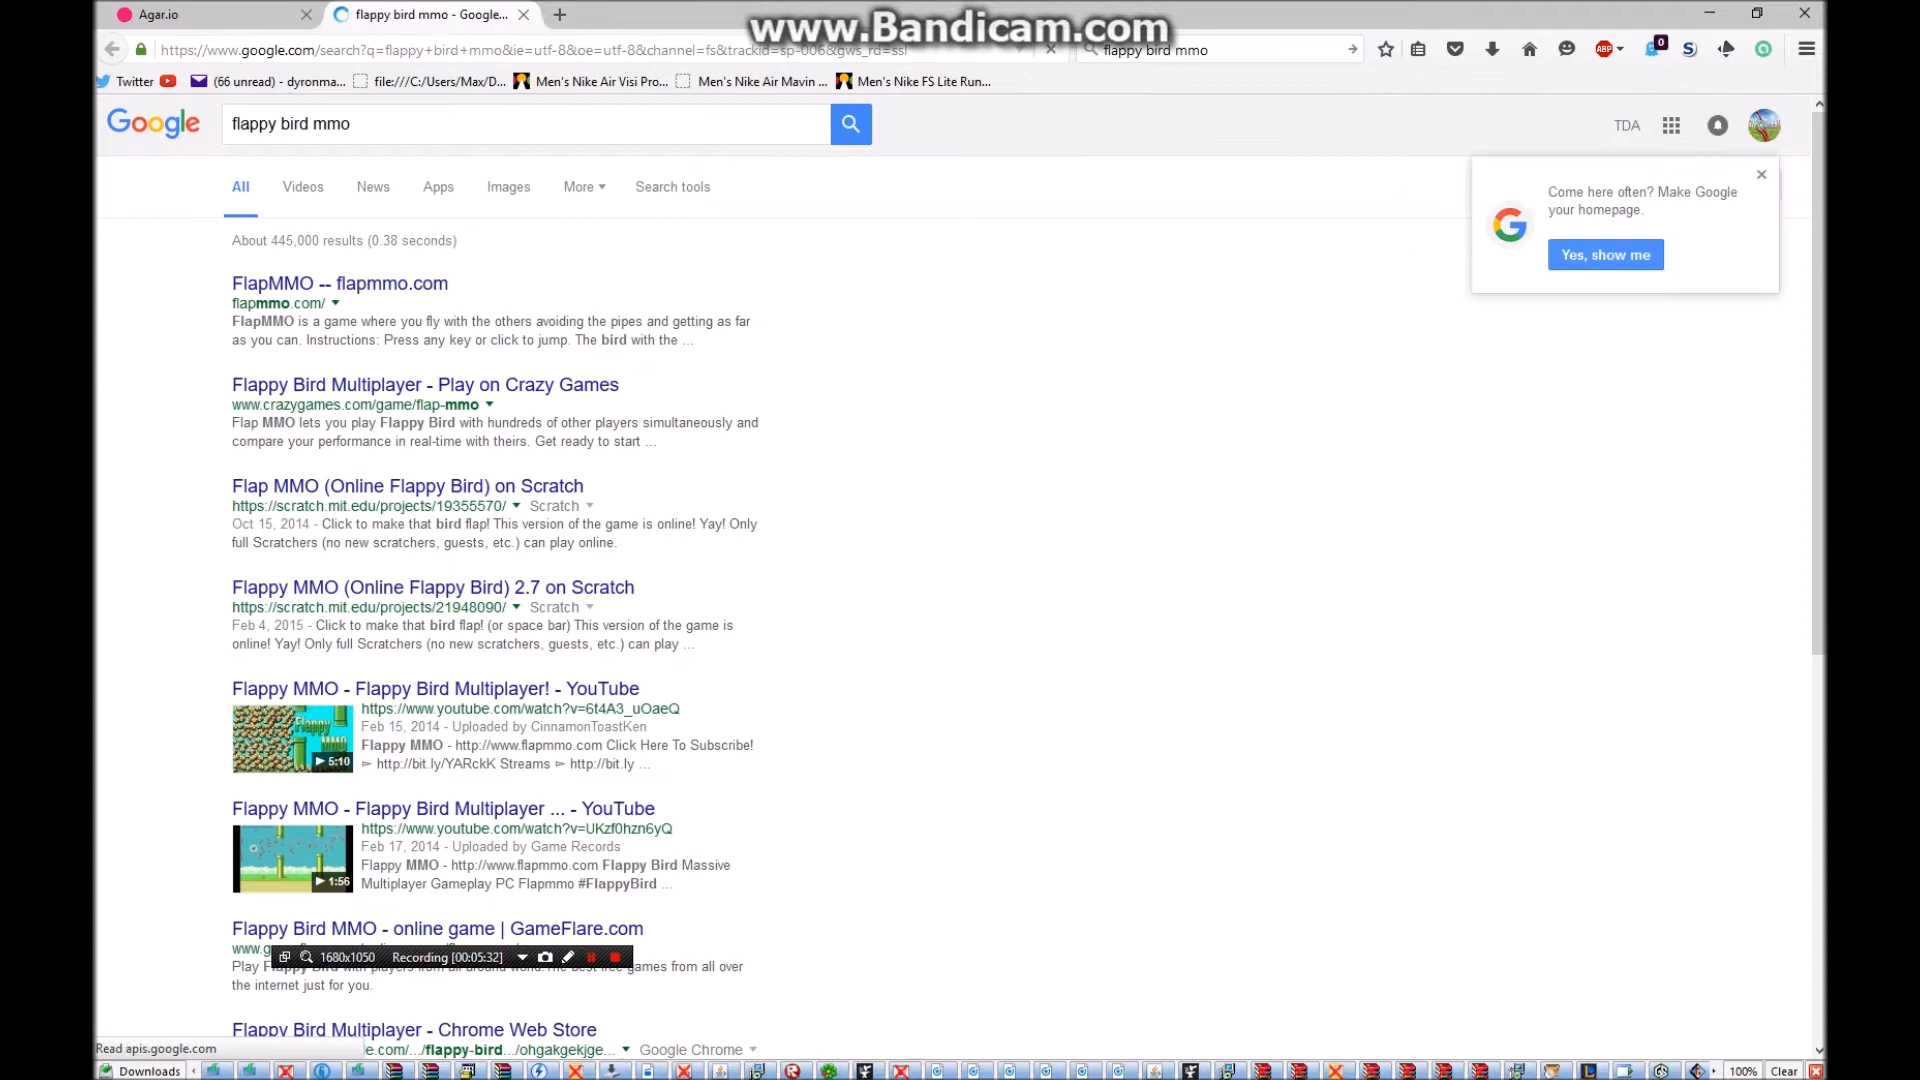 Agar.io
flappy bird mmo - Google...
www.Bandicam.com
https://www.google.com/search?q=flappy+bird+mmo&ie=utf-8&oe=utf-8&channel=fs&trackid=sp-006&gws_rd=ssl
flappy bird mmo
ABP
0
Twitter
(66 unread) - dyronma...
file:///C:/Users/Max/D...
Men's Nike Air Visi Pro...
Men's Nike Air Mavin ...
Men's Nike FS Lite Run...
Google
flappy bird mmo
TDA
All
Videos
News
Apps
Images
More
Search tools
Come here often? Make Google
your homepage.
Yes, show me
About 445,000 results (0.38 seconds)
FlapMMO -- flapmmo.com
flapmmo.com/
FlapMMO is a game where you fly with the others avoiding the pipes and getting as far
as you can. Instructions: Press any key or click to jump. The bird with the ...
Flappy Bird Multiplayer - Play on Crazy Games
www.crazygames.com/game/flap-mmo
Flap MMO lets you play Flappy Bird with hundreds of other players simultaneously and
compare your performance in real-time with theirs. Get ready to start ...
Flap MMO (Online Flappy Bird) on Scratch
https://scratch.mit.edu/projects/19355570/ Scratch
Oct 15, 2014 - Click to make that bird flap! This version of the game is online! Yay! Only
full Scratchers (no new scratchers, guests, etc.) can play online.
Flappy MMO (Online Flappy Bird) 2.7 on Scratch
https://scratch.mit.edu/projects/21948090/ Scratch
Feb 4, 2015 - Click to make that bird flap! (or space bar) This version of the game is
online! Yay! Only full Scratchers (no new scratchers, guests, etc.) can play ...
Flappy MMO - Flappy Bird Multiplayer! - YouTube
https://www.youtube.com/watch?v=6t4A3_uOaeQ
Feb 15, 2014 - Uploaded by CinnamonToastKen
Flappy MMO - http://www.flapmmo.com Click Here To Subscribe!
► http://bit.ly/YARckK Streams ► http://bit.ly ...
Flappy
5:10
Flappy MMO - Flappy Bird Multiplayer ... - YouTube
https://www.youtube.com/watch?v=UKzf0hzn6yQ
Feb 17, 2014 - Uploaded by Game Records
Flappy MMO - http://www.flapmmo.com Flappy Bird Massive
Multiplayer Gameplay PC Flapmmo #FlappyBird ...
1:56
Flappy Bird MMO - online game | GameFlare.com
www.g
1680x1050 Recording [00:05:32]
Play Flappy Bird with players from all around world. The best free games from all over
the internet just for you.
Flappy Bird Multiplayer - Chrome Web Store
e.com/.../flappy-bird.../ohgakgekjge... Google Chrome
Read apis.google.com
Downloads
100%
Clear